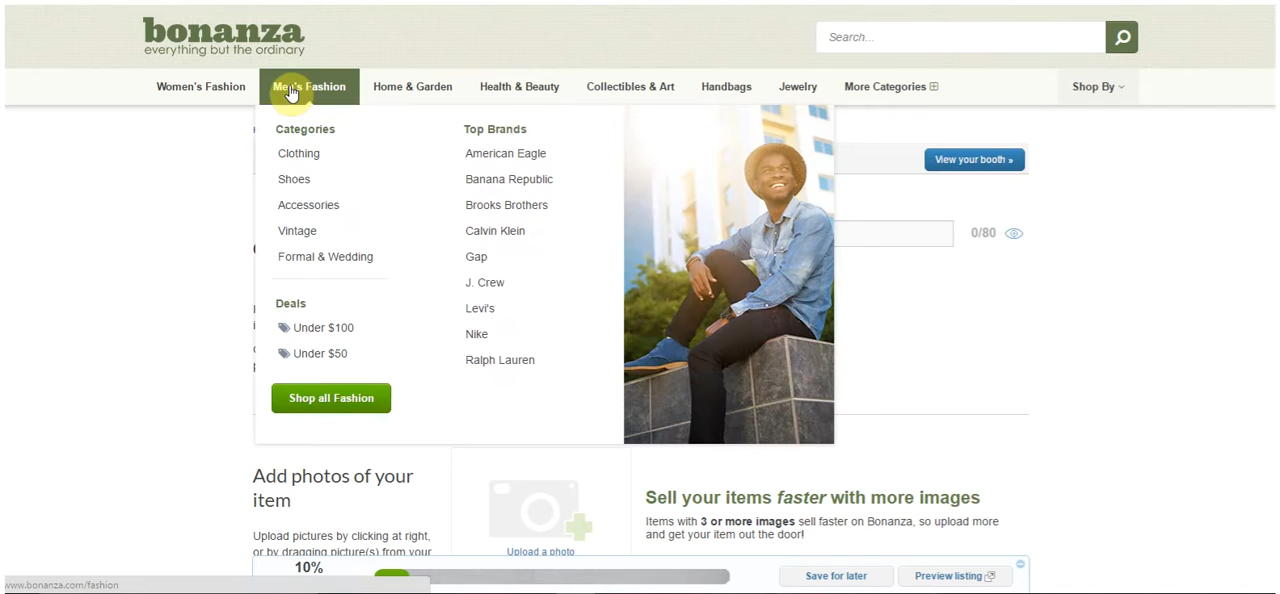 bonanza
everything but the ordinary
Search...
Women's Fashion
Men's Fashion
Home & Garden
Health & Beauty
Collectibles & Art
Handbags
Jewelry
More Categories
Shop By
Categories
Clothing
Shoes
Accessories
Vintage
Formal & Wedding
Deals
Under $100
Under $50
Shop all Fashion
Top Brands
American Eagle
Banana Republic
Brooks Brothers
Calvin Klein
Gap
J. Crew
Levi's
Nike
Ralph Lauren
View your booth »
0/80
Add photos of your
item
Upload pictures by clicking at right,
or by dragging picture(s) from your
Upload a photo
Sell your items faster with more images
Items with 3 or more images sell faster on Bonanza, so upload more
and get your item out the door!
10%
Save for later
Preview listing
www.bonanza.com/fashion